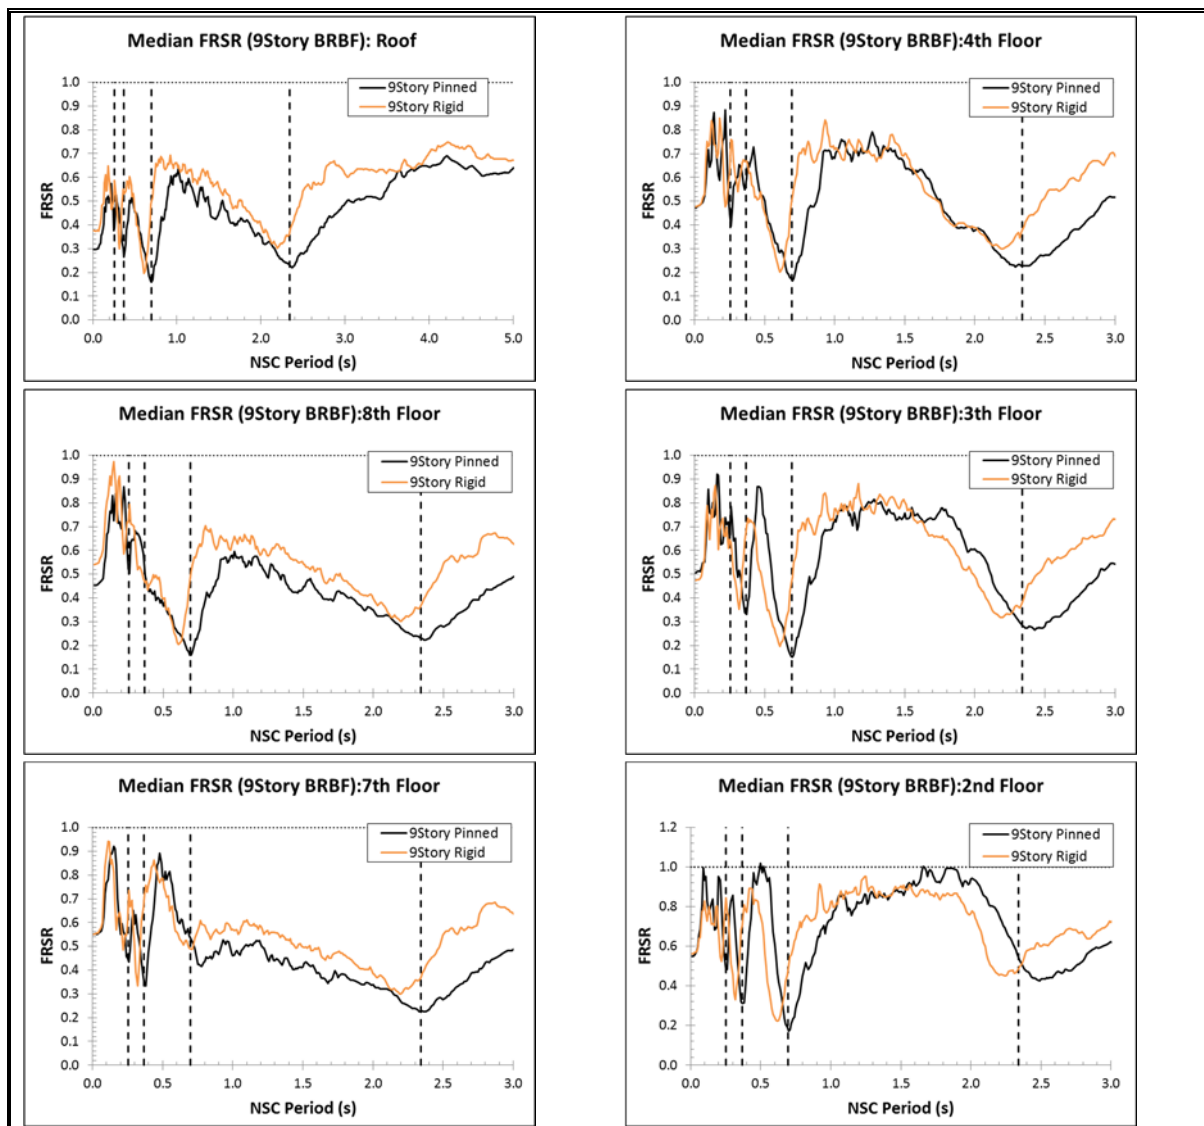 Median FRSR (9Story BRBF): Roof
9Story Pinned
9Story Rigid
FRSR
1.0
0.9
0.8
0.7
0.6
0.5
0.4
0.3
0.2
0.1
0.0
0.0 1.0 2.0 3.0 4.0 5.0
NSC Period (s)
Median FRSR (9Story BRBF):4th Floor
9Story Pinned
9Story Rigid
FRSR
1.0
0.9
0.8
0.7
0.6
0.5
0.4
0.3
0.2
0.1
0.0
0.0 0.5 1.0 1.5 2.0 2.5 3.0
NSC Period (s)
Median FRSR (9Story BRBF):8th Floor
9Story Pinned
9Story Rigid
FRSR
1.0
0.9
0.8
0.7
0.6
0.5
0.4
0.3
0.2
0.1
0.0
0.0 0.5 1.0 1.5 2.0 2.5 3.0
NSC Period (s)
Median FRSR (9Story BRBF):3th Floor
9Story Pinned
9Story Rigid
FRSR
1.0
0.9
0.8
0.7
0.6
0.5
0.4
0.3
0.2
0.1
0.0
0.0 0.5 1.0 1.5 2.0 2.5 3.0
NSC Period (s)
Median FRSR (9Story BRBF):7th Floor
9Story Pinned
9Story Rigid
FRSR
1.0
0.9
0.8
0.7
0.6
0.5
0.4
0.3
0.2
0.1
0.0
0.0 0.5 1.0 1.5 2.0 2.5 3.0
NSC Period (s)
Median FRSR (9Story BRBF):2nd Floor
9Story Pinned
9Story Rigid
FRSR
1.2
1.0
0.8
0.6
0.4
0.2
0.0
0.0 0.5 1.0 1.5 2.0 2.5 3.0
NSC Period (s)